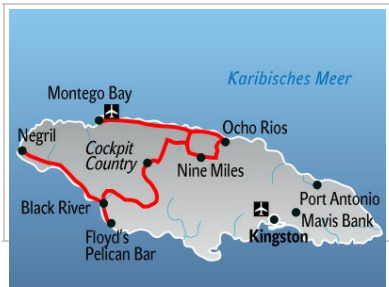 Karibisches Meer
Montego Bay
Negril
Cockpit
Country
Ocho Rios
Nine Miles
Black River
Floyd's
Pelican Bar
Port Antonio
Mavis Bank
Kingston